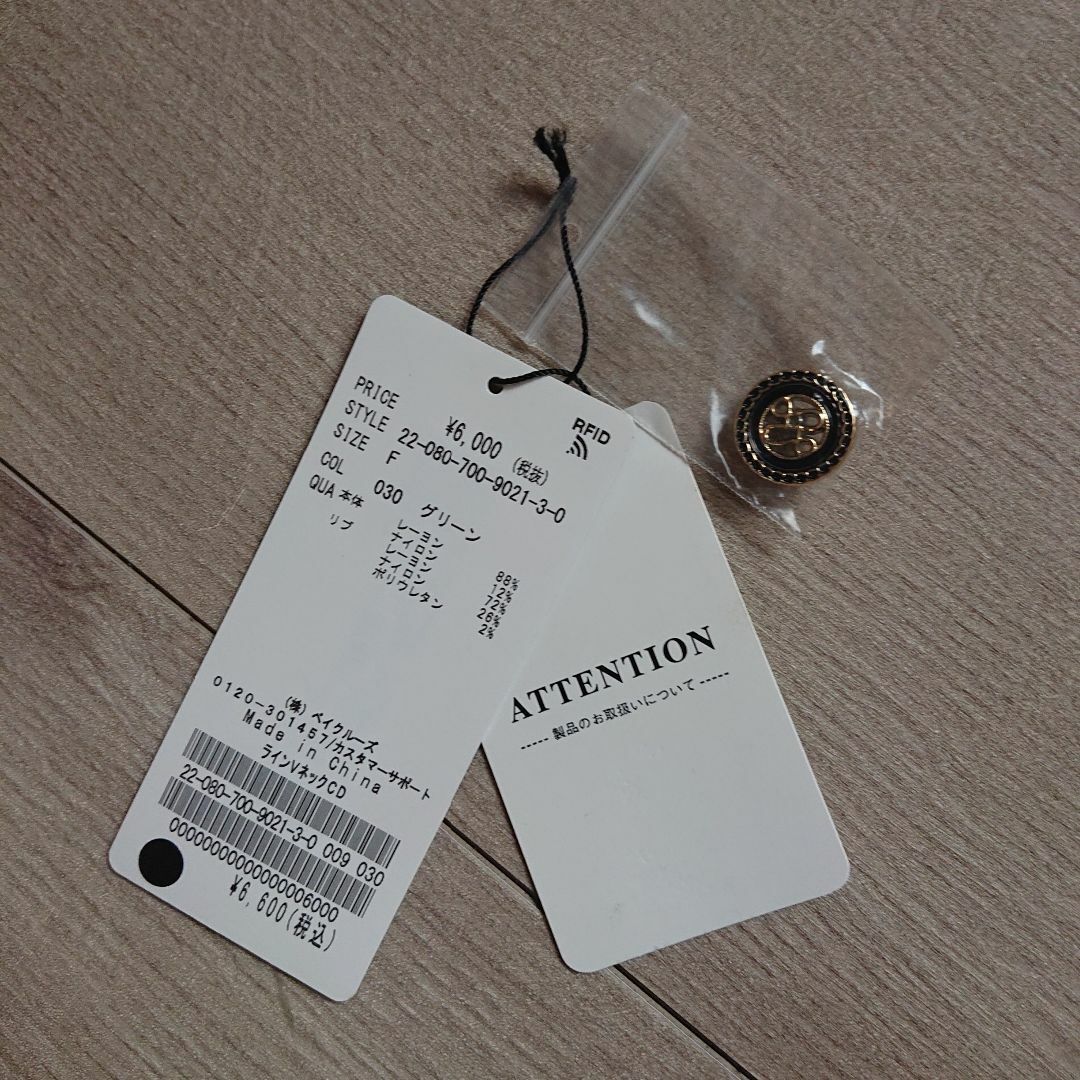 PRICE ¥6,000 (税抜)
STYLE 22-080-700-9021-3-0
SIZE F
COL 030 グリーン
QUA 本体 レーヨン 88%
ナイロン 12%
リブ レーヨン 72%
ナイロン 26%
ポリウレタン 2%
RFID
(株) ベイクルーズ
0120-301457/カスタマーサポート
Made in China
ラインVネックCD
22-080-700-9021-3-0 009 030
0000000000000006000
¥6,600(税込)
ATTENTION
----- 製品のお取扱いについて -----